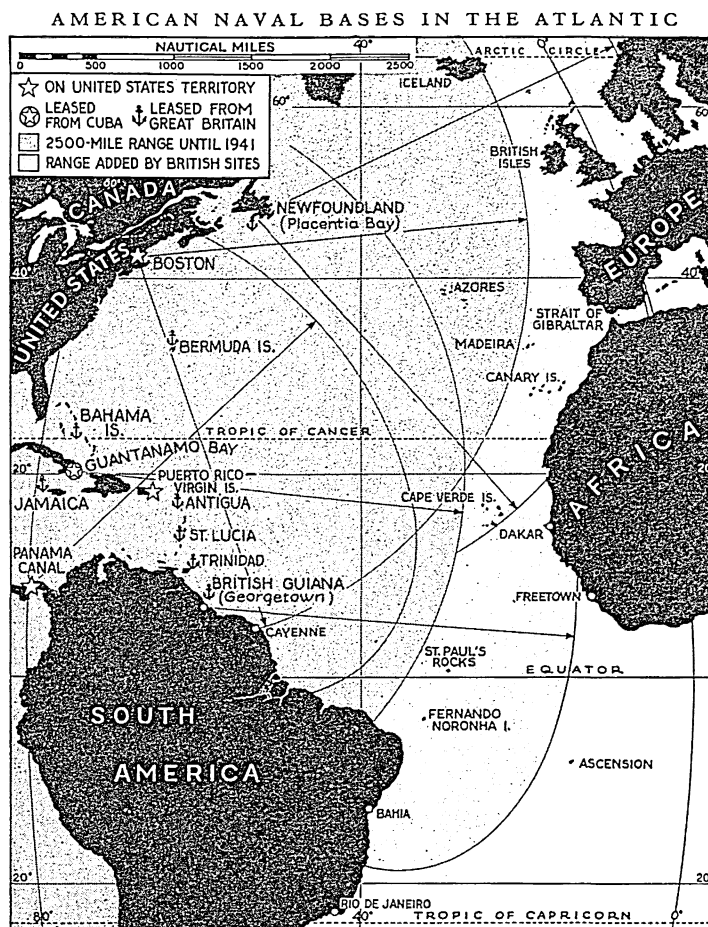 AMERICAN NAVAL BASES IN THE ATLANTIC
NAUTICAL MILES
0 500 1000 1500 2000 2500
ON UNITED STATES TERRITORY
LEASED FROM CUBA
LEASED FROM GREAT BRITAIN
2500-MILE RANGE UNTIL 1941
RANGE ADDED BY BRITISH SITES
40°
ARCTIC CIRCLE
ICELAND
60°
60
BRITISH
ISLES
CANADA
NEWFOUNDLAND
(Placentia Bay)
EUROPE
UNITED STATES
BOSTON
40°
40°
AZORES
STRAIT OF
GIBRALTAR
BERMUDA IS.
MADEIRA
CANARY IS.
BAHAMA
IS.
TROPIC OF CANCER
GUANTANAMO BAY
AFRICA
20°
20
JAMAICA
PUERTO RICO
VIRGIN IS.
ANTIGUA
CAPE VERDE IS.
DAKAR
ST. LUCIA
PANAMA
CANAL
TRINIDAD
BRITISH GUIANA
(Georgetown)
FREETOWN
CAYENNE
ST. PAUL'S
ROCKS
EQUATOR
SOUTH
AMERICA
FERNANDO
NORONHA I.
ASCENSION
BAHIA
20°
20
RIO DE JANEIRO
80°
40°
TROPIC OF CAPRICORN
0°